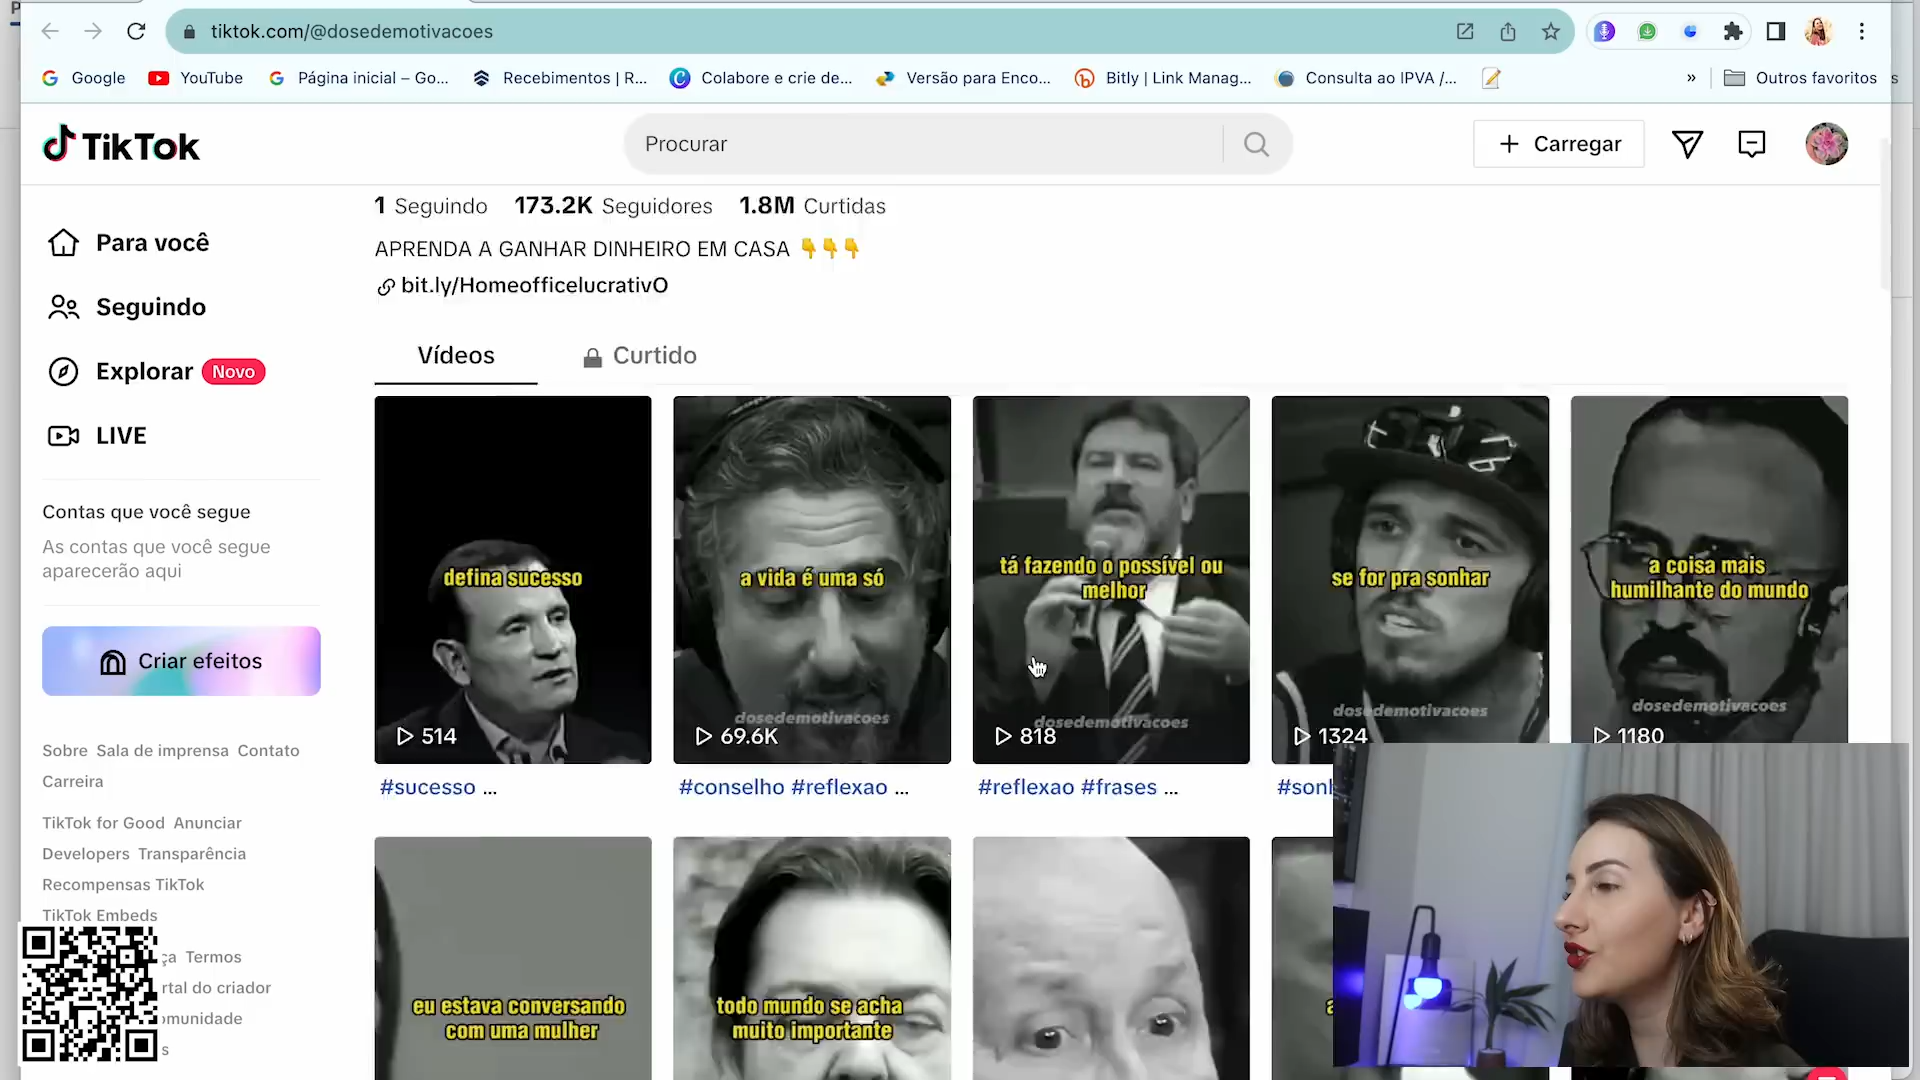 tiktok.com/@dosedemotivacoes
Google
YouTube
Página inicial – Go...
Recebimentos | R...
Colabore e crie de...
Versão para Enco...
Bitly | Link Manag...
Consulta ao IPVA /...
»
Outros favoritos
TikTok
Procurar
Carregar
1 Seguindo 173.2K Seguidores 1.8M Curtidas
APRENDA A GANHAR DINHEIRO EM CASA 👇👇👇
bit.ly/HomeofficelucrativO
Para você
Seguindo
Explorar Novo
LIVE
Contas que você segue
As contas que você segue
aparecerão aqui
Criar efeitos
Sobre Sala de imprensa Contato
Carreira
TikTok for Good Anunciar
Developers Transparência
Recompensas TikTok
TikTok Embeds
Termos
rtal do criador
omunidade
Vídeos
Curtido
defina sucesso
514
#sucesso ...
a vida é uma só
dosedemotivacoes
69.6K
#conselho #reflexao ...
tá fazendo o possível ou
melhor
dosedemotivacoes
818
#reflexao #frases ...
se for pra sonhar
dosedemotivacoes
1324
#sonl
a coisa mais
humilhante do mundo
dosedemotivacoes
1180
eu estava conversando
com uma mulher
todo mundo se acha
muito importante